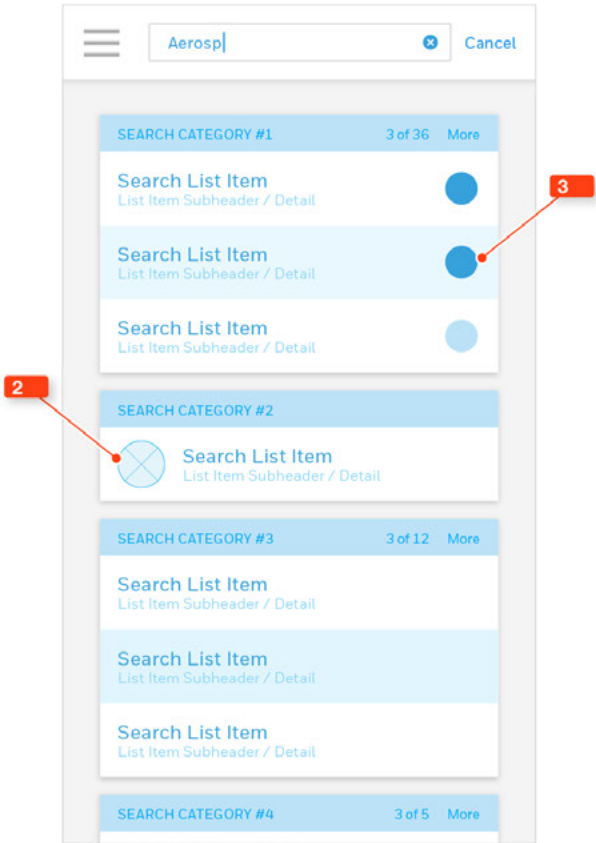 Aerosp
Cancel
SEARCH CATEGORY #1 3 of 36 More
Search List Item
List Item Subheader / Detail
3
Search List Item
List Item Subheader / Detail
Search List Item
List Item Subheader / Detail
2
SEARCH CATEGORY #2
Search List Item
List Item Subheader / Detail
SEARCH CATEGORY #3 3 of 12 More
Search List Item
List Item Subheader / Detail
Search List Item
List Item Subheader / Detail
Search List Item
List Item Subheader / Detail
SEARCH CATEGORY #4 3 of 5 More